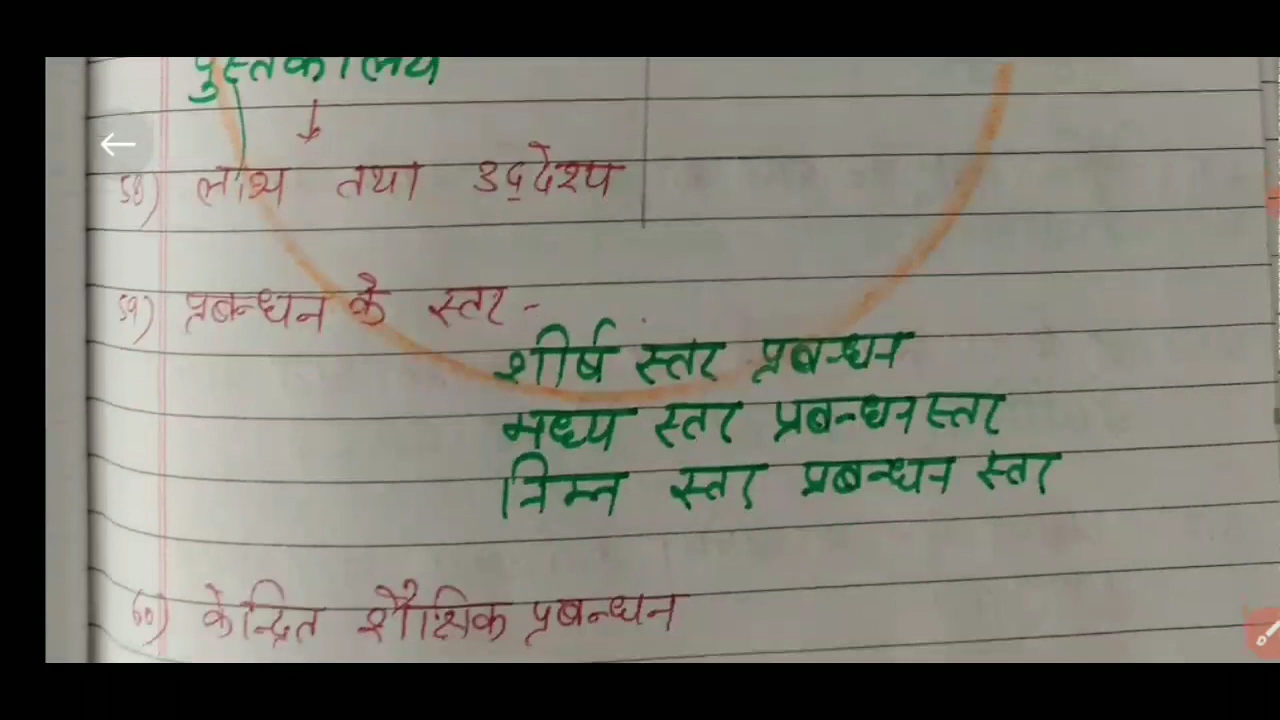 पुस्तकालय
58) लाभ तथा उद्देश्य
59) प्रबन्धन के स्तर -
शीर्ष स्तर प्रबन्धन
मध्य स्तर प्रबन्धन स्तर
निम्न स्तर प्रबन्धन स्तर
60) केन्द्रित शैक्षिक प्रबन्धन